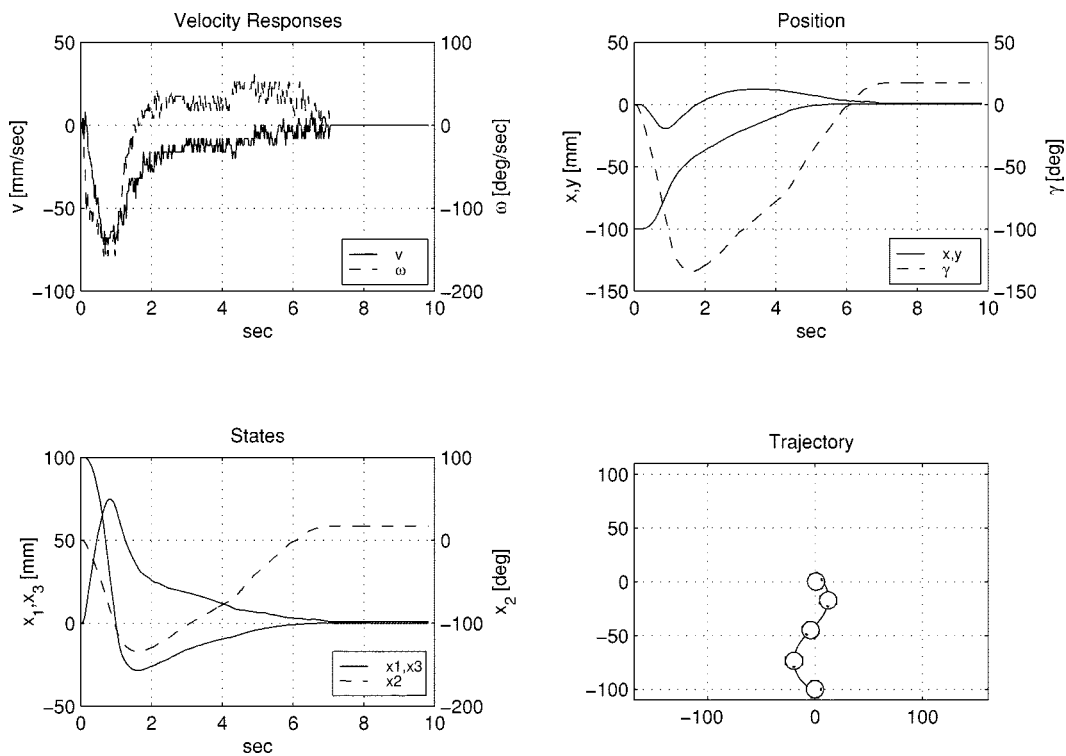 Velocity Responses
50
0
−50
−100
100
0
−100
−200
v [mm/sec]
ω [deg/sec]
v
ω
0 2 4 6 8 10
sec
Position
50
0
−50
−100
−150
50
0
−50
−100
−150
x,y [mm]
γ [deg]
x,y
γ
0 2 4 6 8 10
sec
States
100
50
0
−50
100
0
−100
−200
x1,x3 [mm]
x2 [deg]
x1,x3
x2
0 2 4 6 8 10
sec
Trajectory
100
50
0
−50
−100
−100 0 100